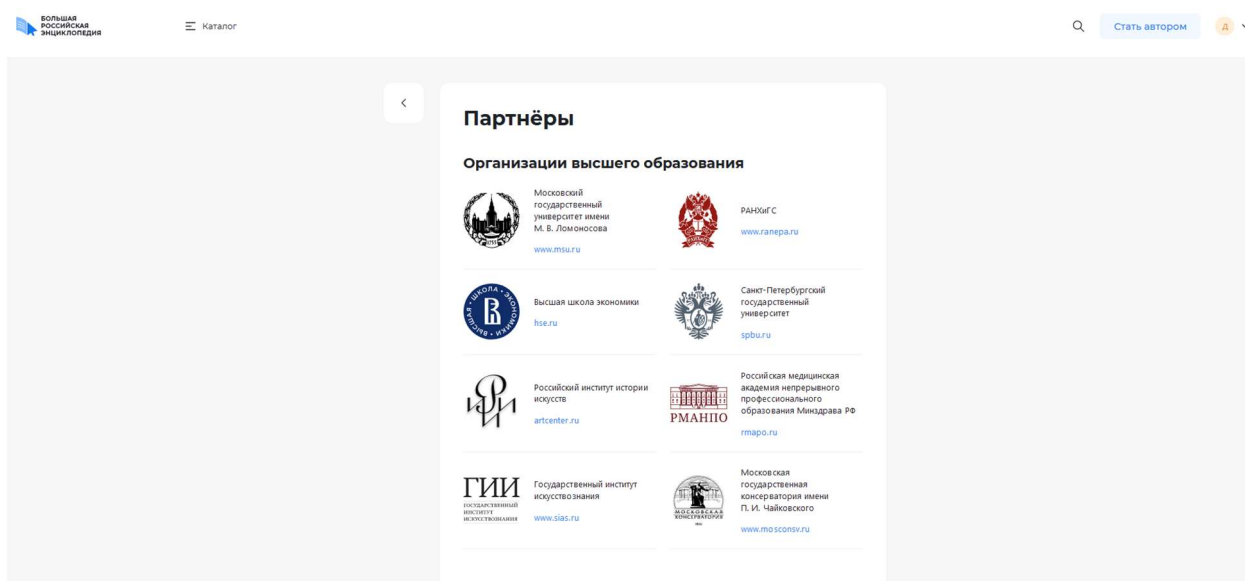 БОЛЬШАЯ
РОССИЙСКАЯ
ЭНЦИКЛОПЕДИЯ
Каталог
Стать автором
Д
Партнёры
Организации высшего образования
Московский
государственный
университет имени
М. В. Ломоносова
www.msu.ru
РАНХиГС
www.ranepa.ru
ВЫСШАЯ • ШКОЛА • ЭКОНОМИКИ
Высшая школа экономики
hse.ru
Санкт-Петербургский
государственный
университет
spbu.ru
Российский институт истории
искусств
artcenter.ru
РМАНПО
Российская медицинская
академия непрерывного
профессионального
образования Минздрава РФ
rmapo.ru
ГИИ
ГОСУДАРСТВЕННЫЙ
ИНСТИТУТ
ИСКУССТВОЗНАНИЯ
Государственный институт
искусствознания
www.sias.ru
МОСКОВСКАЯ
КОНСЕРВАТОРИЯ
Московская
государственная
консерватория имени
П. И. Чайковского
www.mosconsv.ru